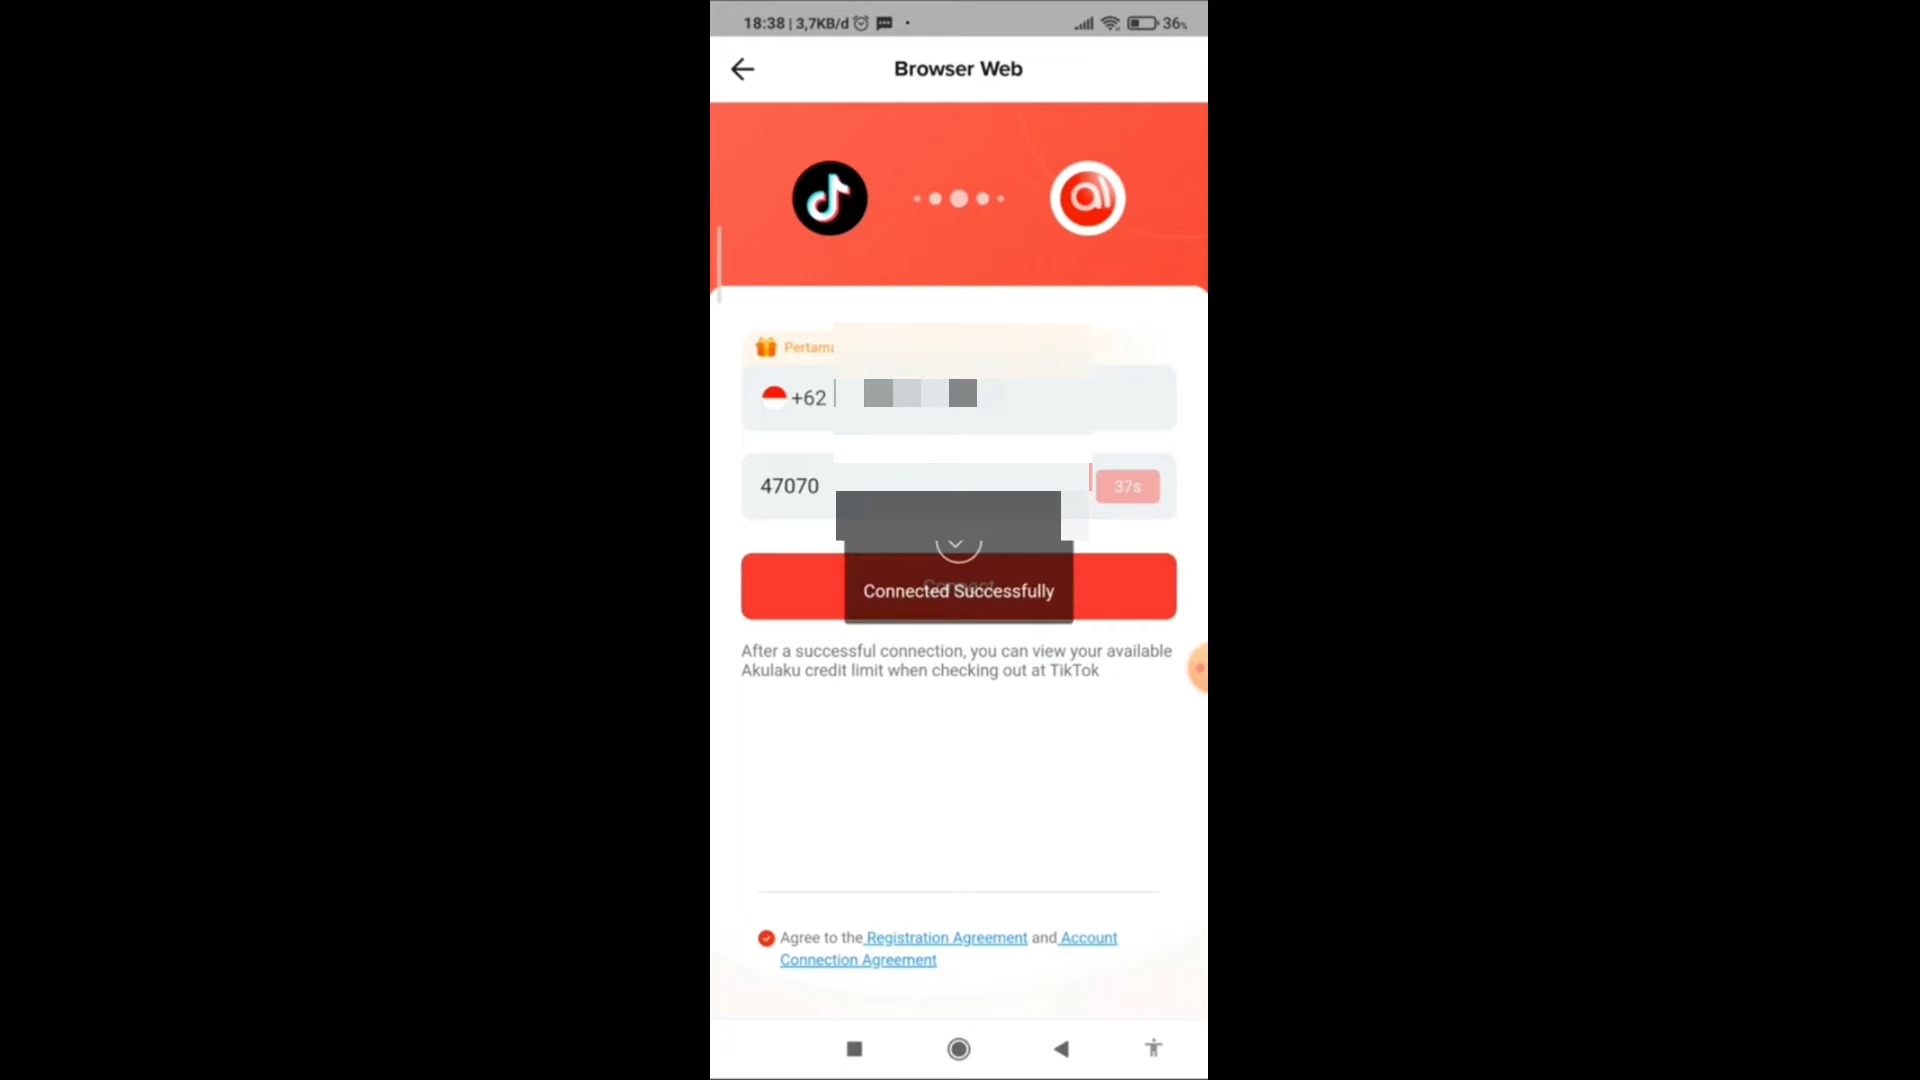 18:38 | 3,7KB/d
36%
Browser Web
+62
47070
37s
Connected Successfully
After a successful connection, you can view your available
Akulaku credit limit when checking out at TikTok
Agree to the Registration Agreement and Account
Connection Agreement